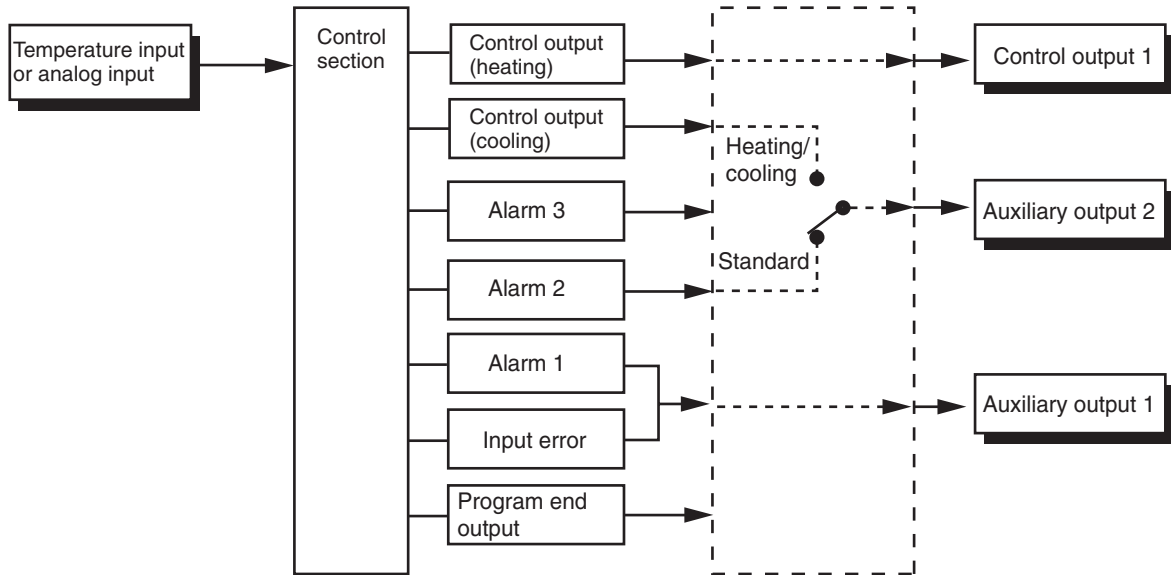 Temperature input
or analog input
Control
section
Control output
(heating)
Control output
(cooling)
Alarm 3
Alarm 2
Alarm 1
Input error
Program end
output
Heating/
cooling
Standard
Control output 1
Auxiliary output 2
Auxiliary output 1